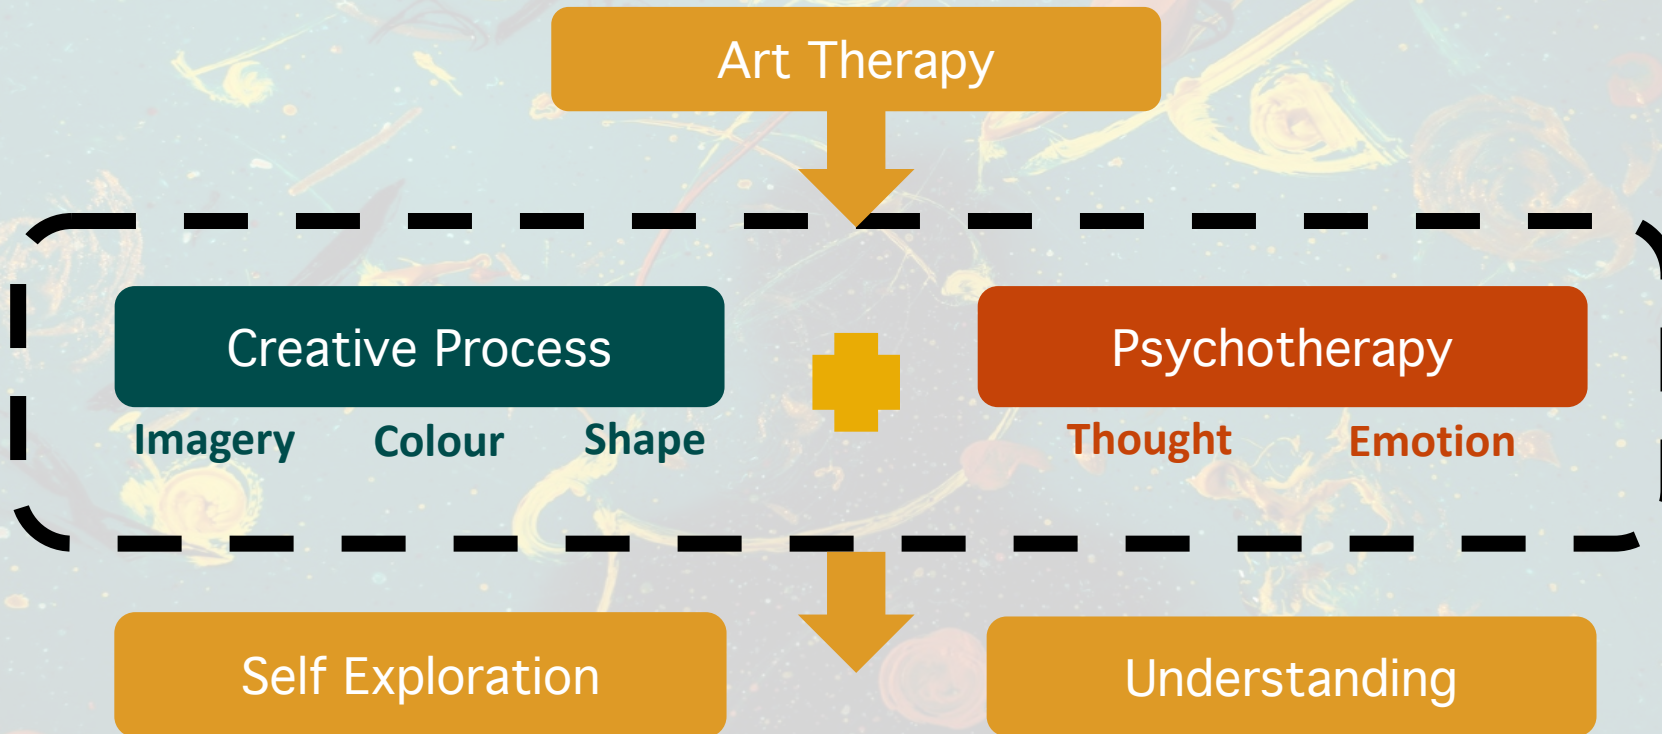 Art Therapy
Creative Process
Psychotherapy
Imagery Colour Shape
Thought Emotion
Self Exploration
Understanding